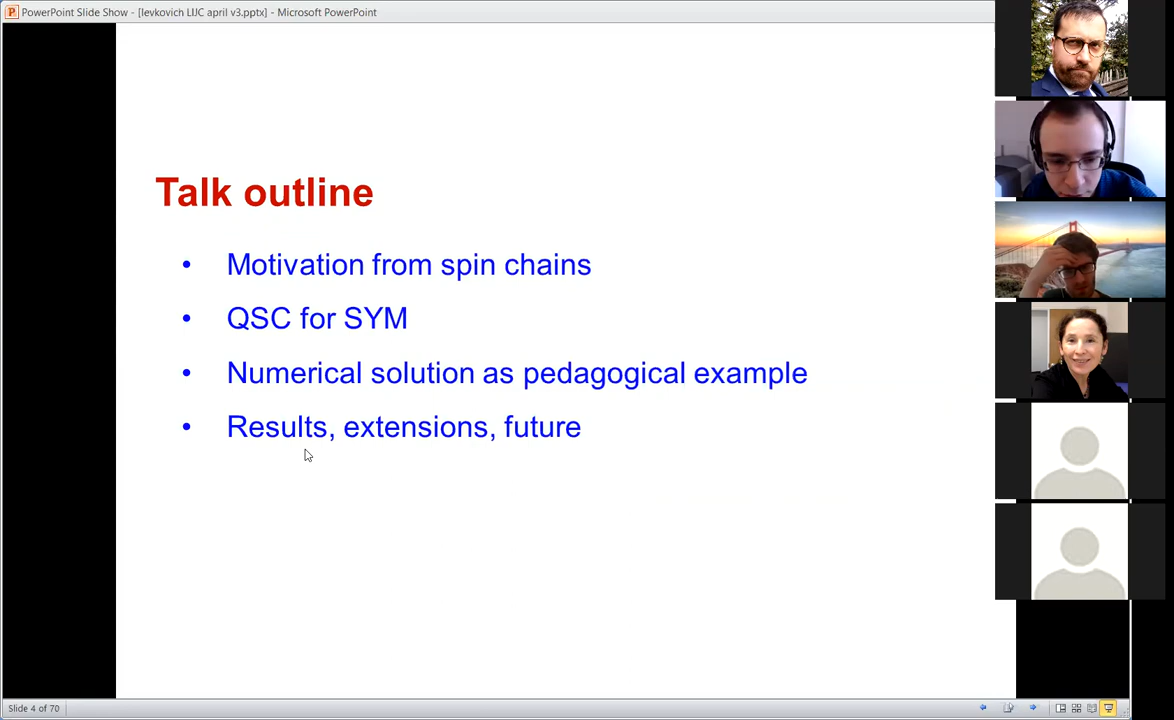 PowerPoint Slide Show - [levkovich LIJC april v3.pptx] - Microsoft PowerPoint
Talk outline
• Motivation from spin chains
• QSC for SYM
• Numerical solution as pedagogical example
• Results, extensions, future
Slide 4 of 70